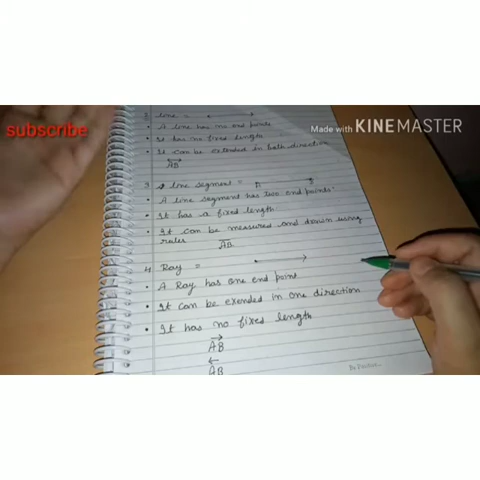 subscribe
Made with KINEMASTER
2. Line =
• A line has no end points
• It has no fixed length
• It can be extended in both direction
AB
3 line segment =
• A line segment has two end points.
• It has a fixed length
• It can be measured and drawn using
ruler AB
4 Ray =
• A Ray has one end point
• It can be exended in one direction
• It has no fixed length
AB
AB